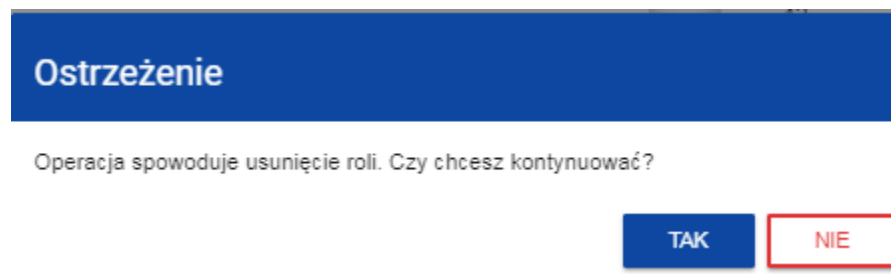 Ostrzeżenie
Operacja spowoduje usunięcie roli. Czy chcesz kontynuować?
TAK NIE